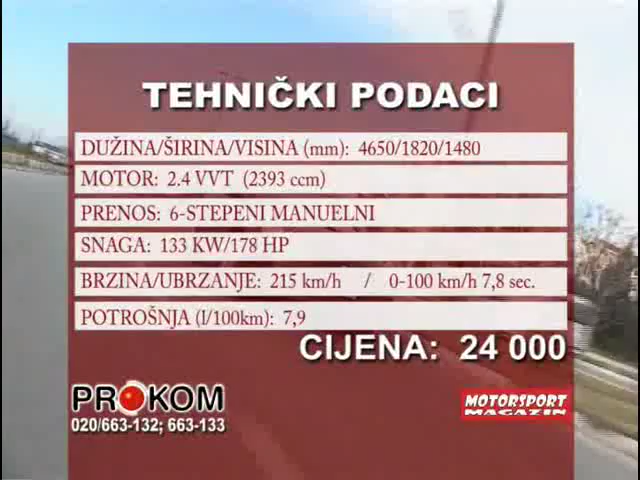 TEHNIČKI PODACI
DUŽINA/ŠIRINA/VISINA (mm): 4650/1820/1480
MOTOR: 2.4 VVT (2393 ccm)
PRENOS: 6-STEPENI MANUELNI
SNAGA: 133 KW/178 HP
BRZINA/UBRZANJE: 215 km/h / 0-100 km/h 7,8 sec.
POTROŠNJA (l/100km): 7,9
CIJENA: 24 000
PROKOM
020/663-132; 663-133
MOTORSPORT
MAGAZIN